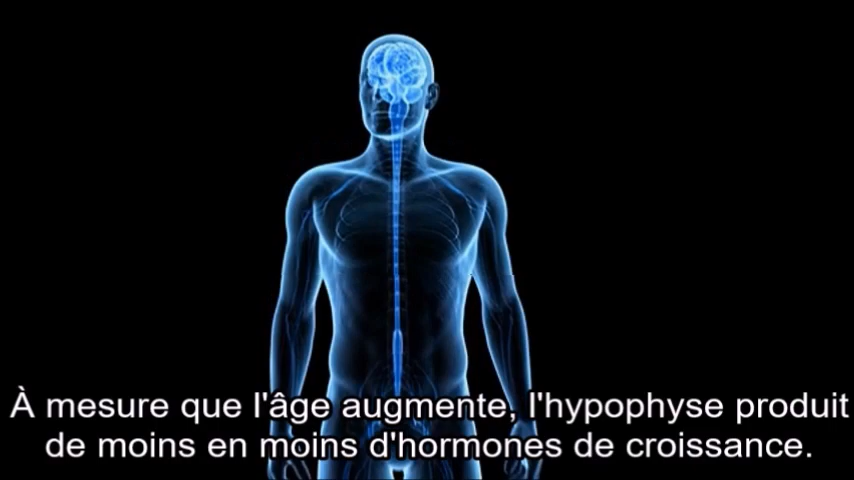 À mesure que l'âge augmente, l'hypophyse produit
de moins en moins d'hormones de croissance.